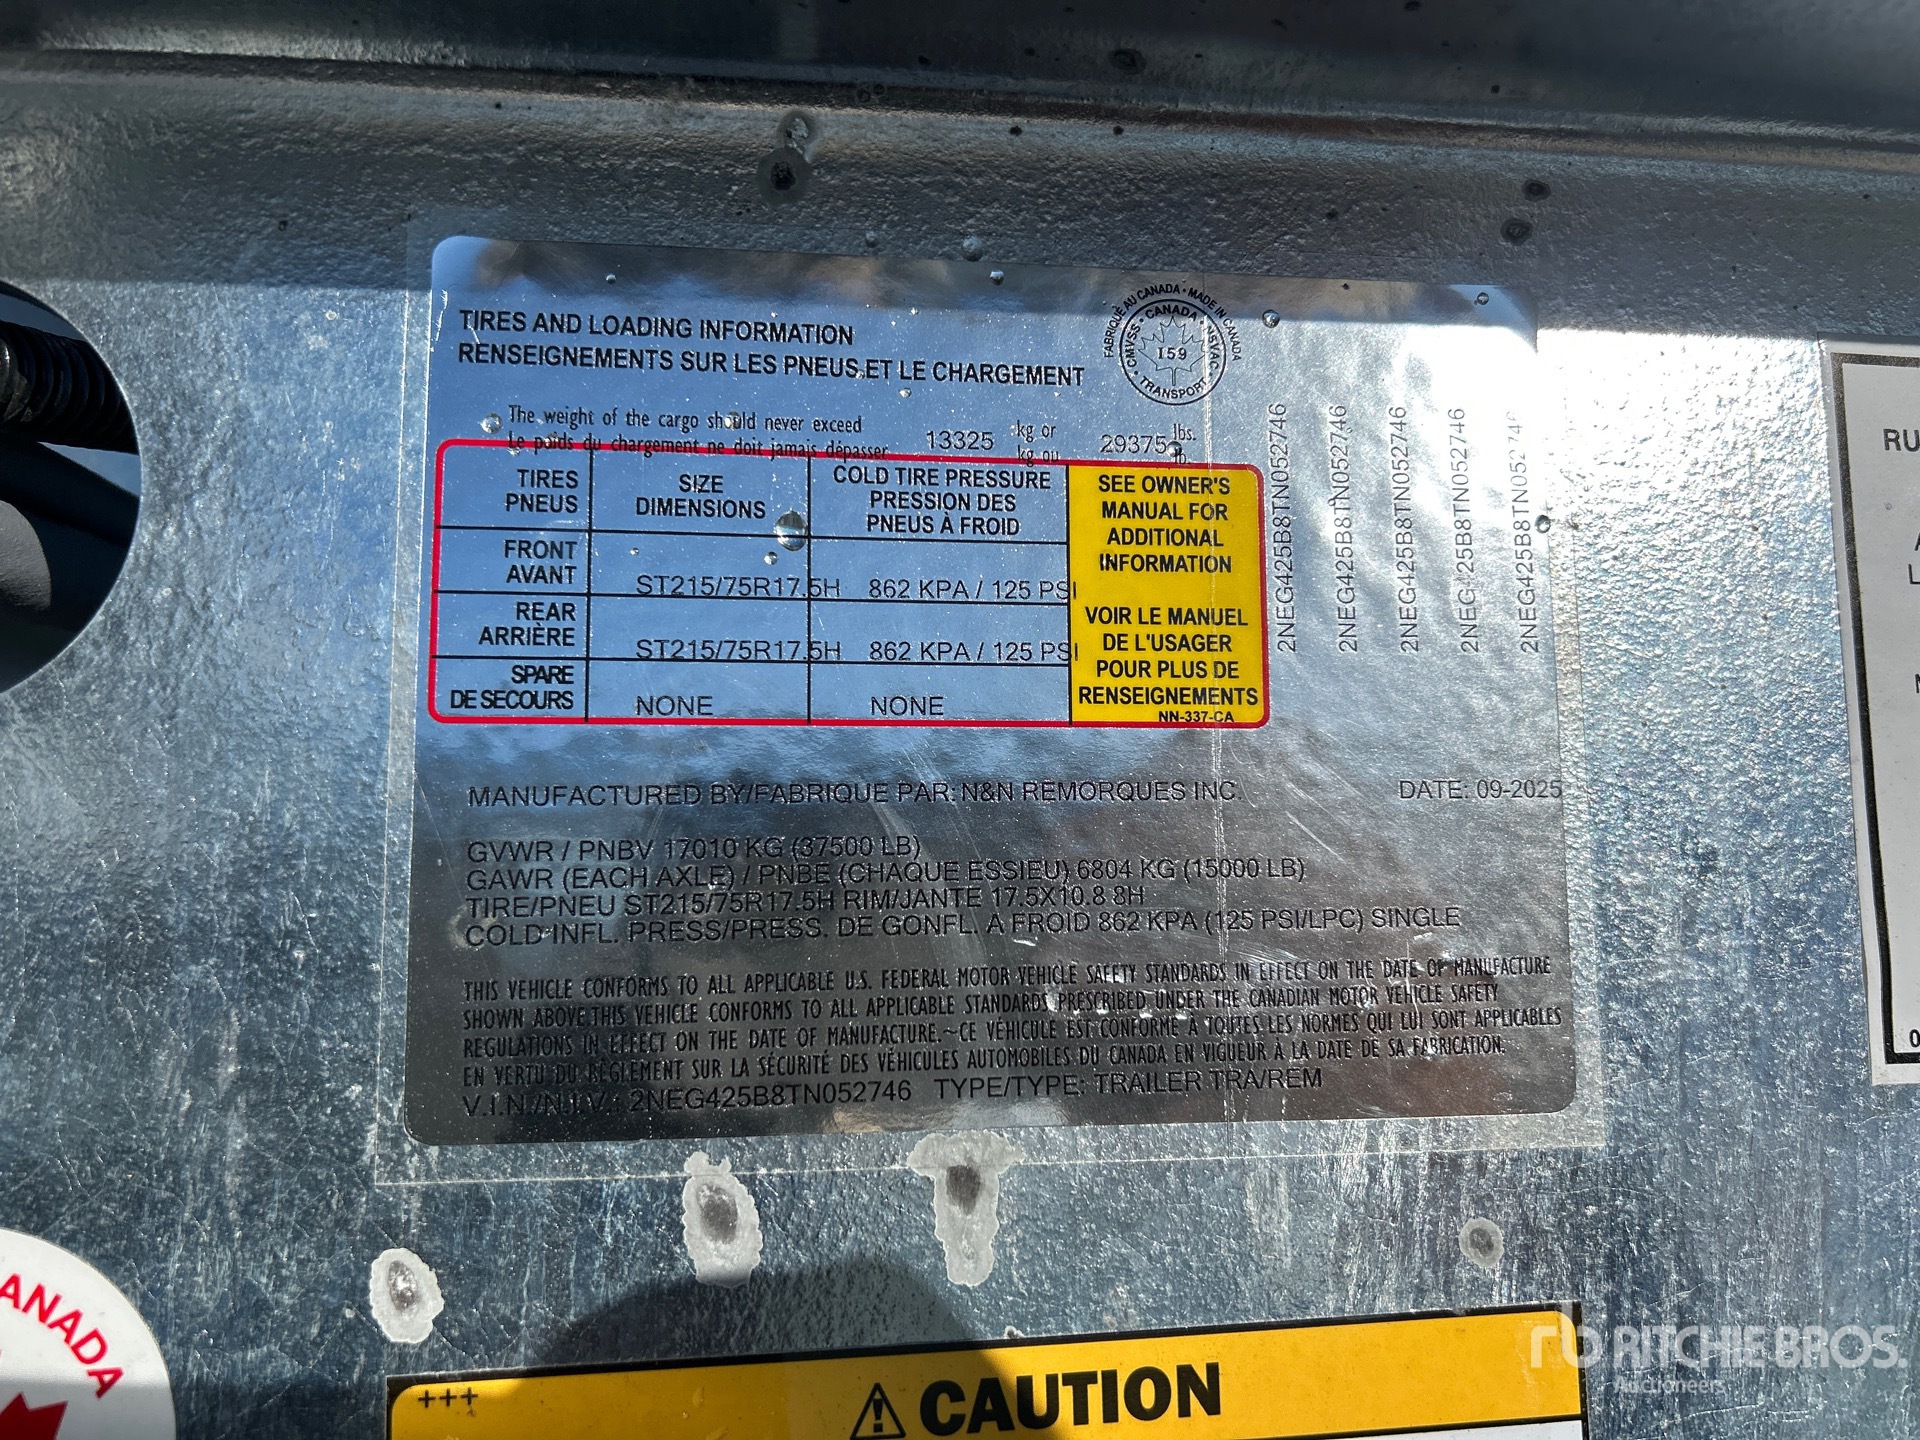 TIRES AND LOADING INFORMATION
RENSEIGNEMENTS SUR LES PNEUS ET LE CHARGEMENT
FABRIQUÉ AU CANADA • MADE IN CANADA
CMVSS • CANADA • NSVAC • TRANSPORT
159
The weight of the cargo should never exceed 13325 kg or 29375 lbs.
Le poids du chargement ne doit jamais dépasser kg ou lb.
TIRES SIZE COLD TIRE PRESSURE
PNEUS DIMENSIONS PRESSION DES
PNEUS À FROID
FRONT
AVANT ST215/75R17.5H 862 KPA / 125 PSI
REAR
ARRIÈRE ST215/75R17.5H 862 KPA / 125 PSI
SPARE
DE SECOURS NONE NONE
SEE OWNER'S
MANUAL FOR
ADDITIONAL
INFORMATION
VOIR LE MANUEL
DE L'USAGER
POUR PLUS DE
RENSEIGNEMENTS
NN-337-CA
2NEG425B8TN052746
2NEG425B8TN052746
2NEG425B8TN052746
2NEG425B8TN052746
2NEG425B8TN052746
MANUFACTURED BY/FABRIQUE PAR: N&N REMORQUES INC. DATE: 09-2025
GVWR / PNBV 17010 KG (37500 LB)
GAWR (EACH AXLE) / PNBE (CHAQUE ESSIEU) 6804 KG (15000 LB)
TIRE/PNEU ST215/75R17.5H RIM/JANTE 17.5X10.8 8H
COLD INFL. PRESS/PRESS. DE GONFL. A FROID 862 KPA (125 PSI/LPC) SINGLE
THIS VEHICLE CONFORMS TO ALL APPLICABLE U.S. FEDERAL MOTOR VEHICLE SAFETY STANDARDS IN EFFECT ON THE DATE OF MANUFACTURE
SHOWN ABOVE.THIS VEHICLE CONFORMS TO ALL APPLICABLE STANDARDS PRESCRIBED UNDER THE CANADIAN MOTOR VEHICLE SAFETY
REGULATIONS IN EFFECT ON THE DATE OF MANUFACTURE.~CE VÉHICULE EST CONFORME À TOUTES LES NORMES QUI LUI SONT APPLICABLES
EN VERTU DU RÈGLEMENT SUR LA SÉCURITÉ DES VÉHICULES AUTOMOBILES DU CANADA EN VIGUEUR À LA DATE DE SA FABRICATION.
V.I.N./N.I.V.: 2NEG425B8TN052746 TYPE/TYPE: TRAILER TRA/REM
RU
ANADA
+++
CAUTION
RITCHIE BROS.
Auctioneers